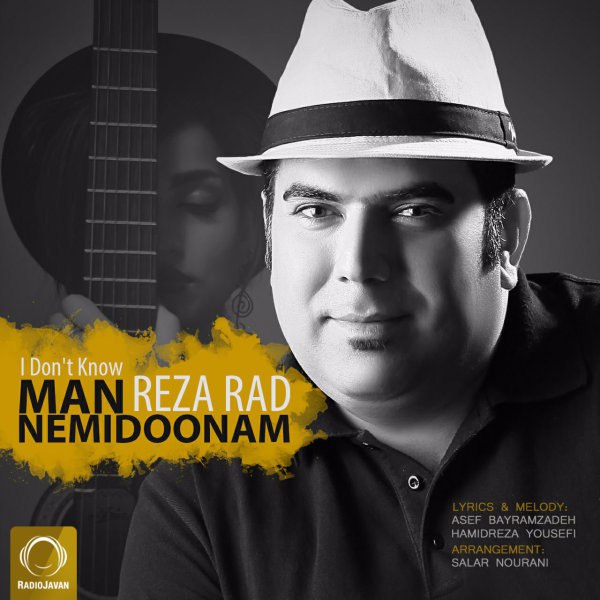 I Don't Know
MAN REZA RAD
NEMIDOONAM
LYRICS & MELODY:
ASEF BAYRAMZADEH
HAMIDREZA YOUSEFI
ARRANGEMENT:
SALAR NOURANI
RADIOJAVAN